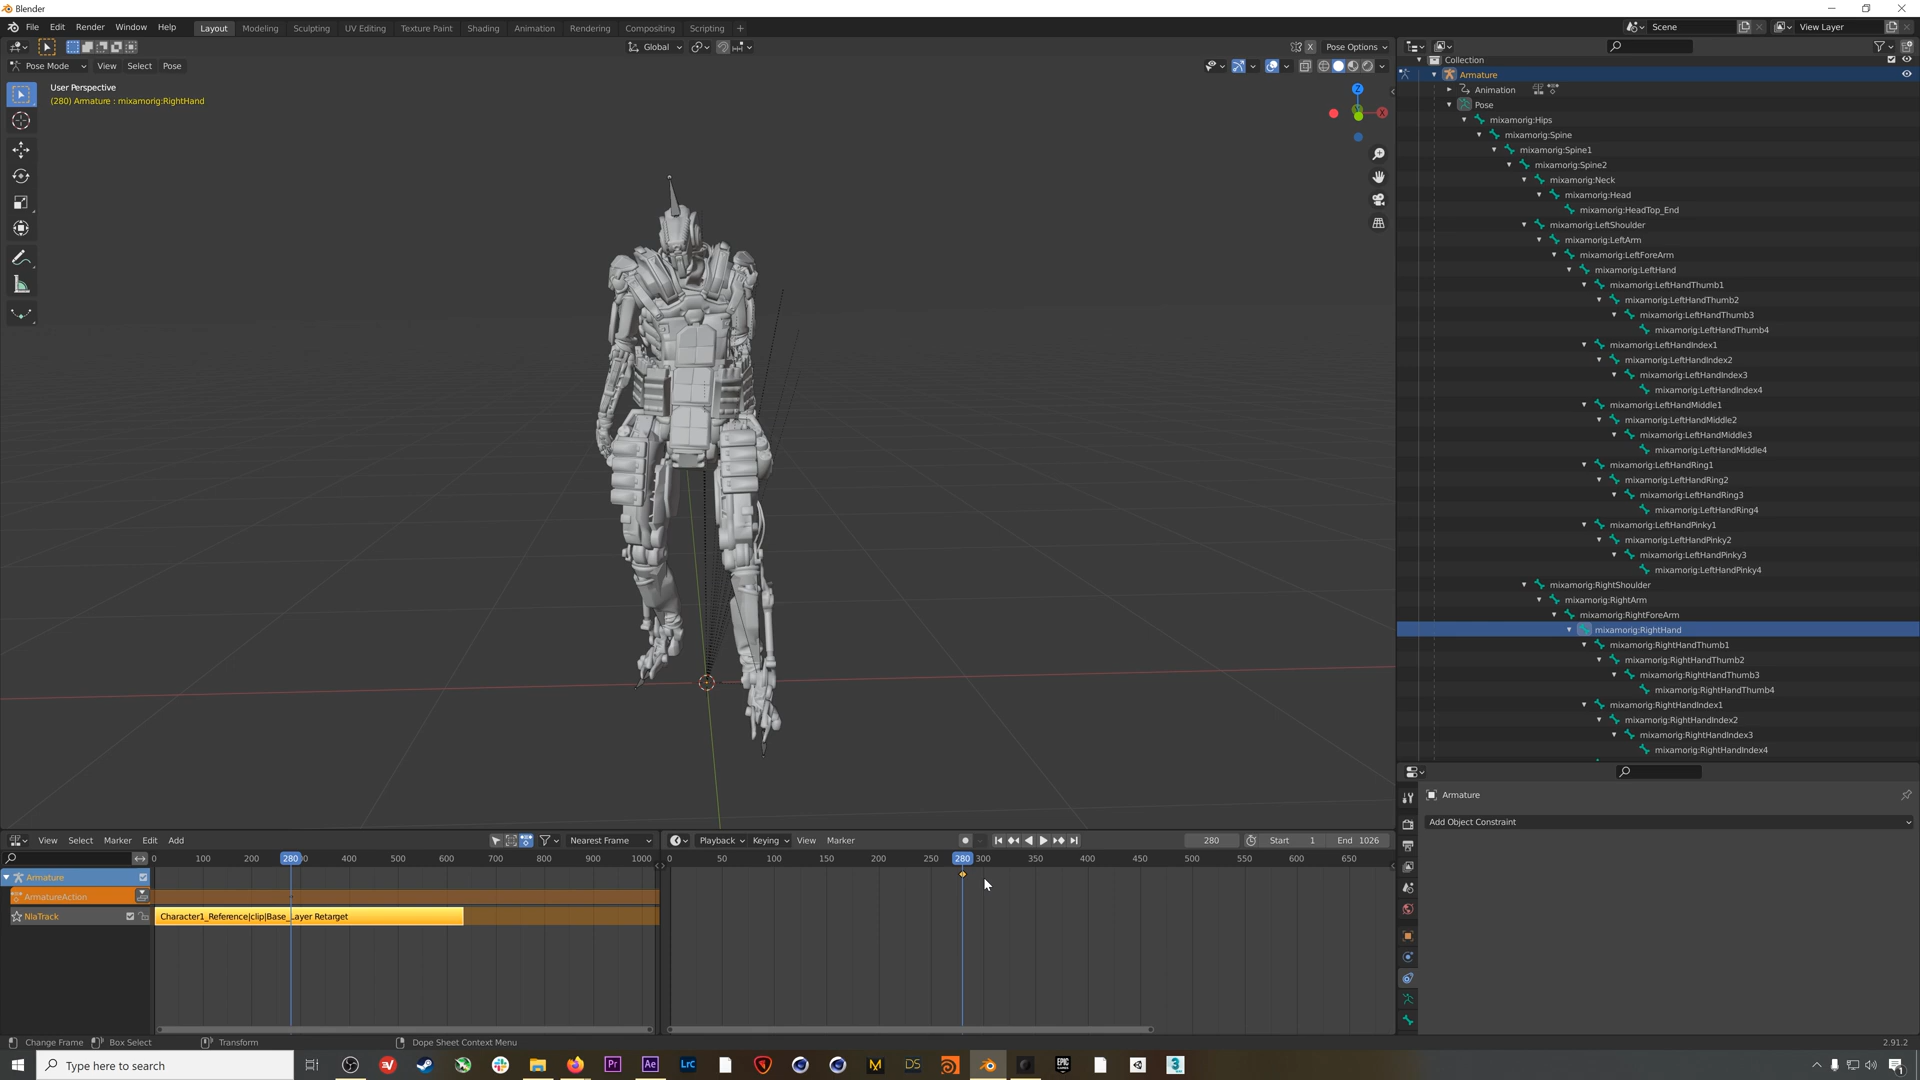 Blender
File Edit Render Window Help Layout Modeling Sculpting UV Editing Texture Paint Shading Animation Rendering Compositing Scripting + Scene View Layer
Global X Pose Options
Pose Mode View Select Pose
User Perspective
(280) Armature : mixamorig:RightHand
Z
X
Collection
Armature
Animation
Pose
mixamorig:Hips
mixamorig:Spine
mixamorig:Spine1
mixamorig:Spine2
mixamorig:Neck
mixamorig:Head
mixamorig:HeadTop_End
mixamorig:LeftShoulder
mixamorig:LeftArm
mixamorig:LeftForeArm
mixamorig:LeftHand
mixamorig:LeftHandThumb1
mixamorig:LeftHandThumb2
mixamorig:LeftHandThumb3
mixamorig:LeftHandThumb4
mixamorig:LeftHandIndex1
mixamorig:LeftHandIndex2
mixamorig:LeftHandIndex3
mixamorig:LeftHandIndex4
mixamorig:LeftHandMiddle1
mixamorig:LeftHandMiddle2
mixamorig:LeftHandMiddle3
mixamorig:LeftHandMiddle4
mixamorig:LeftHandRing1
mixamorig:LeftHandRing2
mixamorig:LeftHandRing3
mixamorig:LeftHandRing4
mixamorig:LeftHandPinky1
mixamorig:LeftHandPinky2
mixamorig:LeftHandPinky3
mixamorig:LeftHandPinky4
mixamorig:RightShoulder
mixamorig:RightArm
mixamorig:RightForeArm
mixamorig:RightHand
mixamorig:RightHandThumb1
mixamorig:RightHandThumb2
mixamorig:RightHandThumb3
mixamorig:RightHandThumb4
mixamorig:RightHandIndex1
mixamorig:RightHandIndex2
mixamorig:RightHandIndex3
mixamorig:RightHandIndex4
Armature
Add Object Constraint
View Select Marker Edit Add Nearest Frame
0 100 200 280 300 400 500 600 700 800 900 1000
Armature
ArmatureAction
NlaTrack Character1_Reference|clip|Base_Layer Retarget
Playback Keying View Marker 280 Start 1 End 1026
0 50 100 150 200 250 280 300 350 400 450 500 550 600 650
Change Frame Box Select Transform Dope Sheet Context Menu 2.91.2
Type here to search Pr Ae LrC DS EPIC GAMES 3